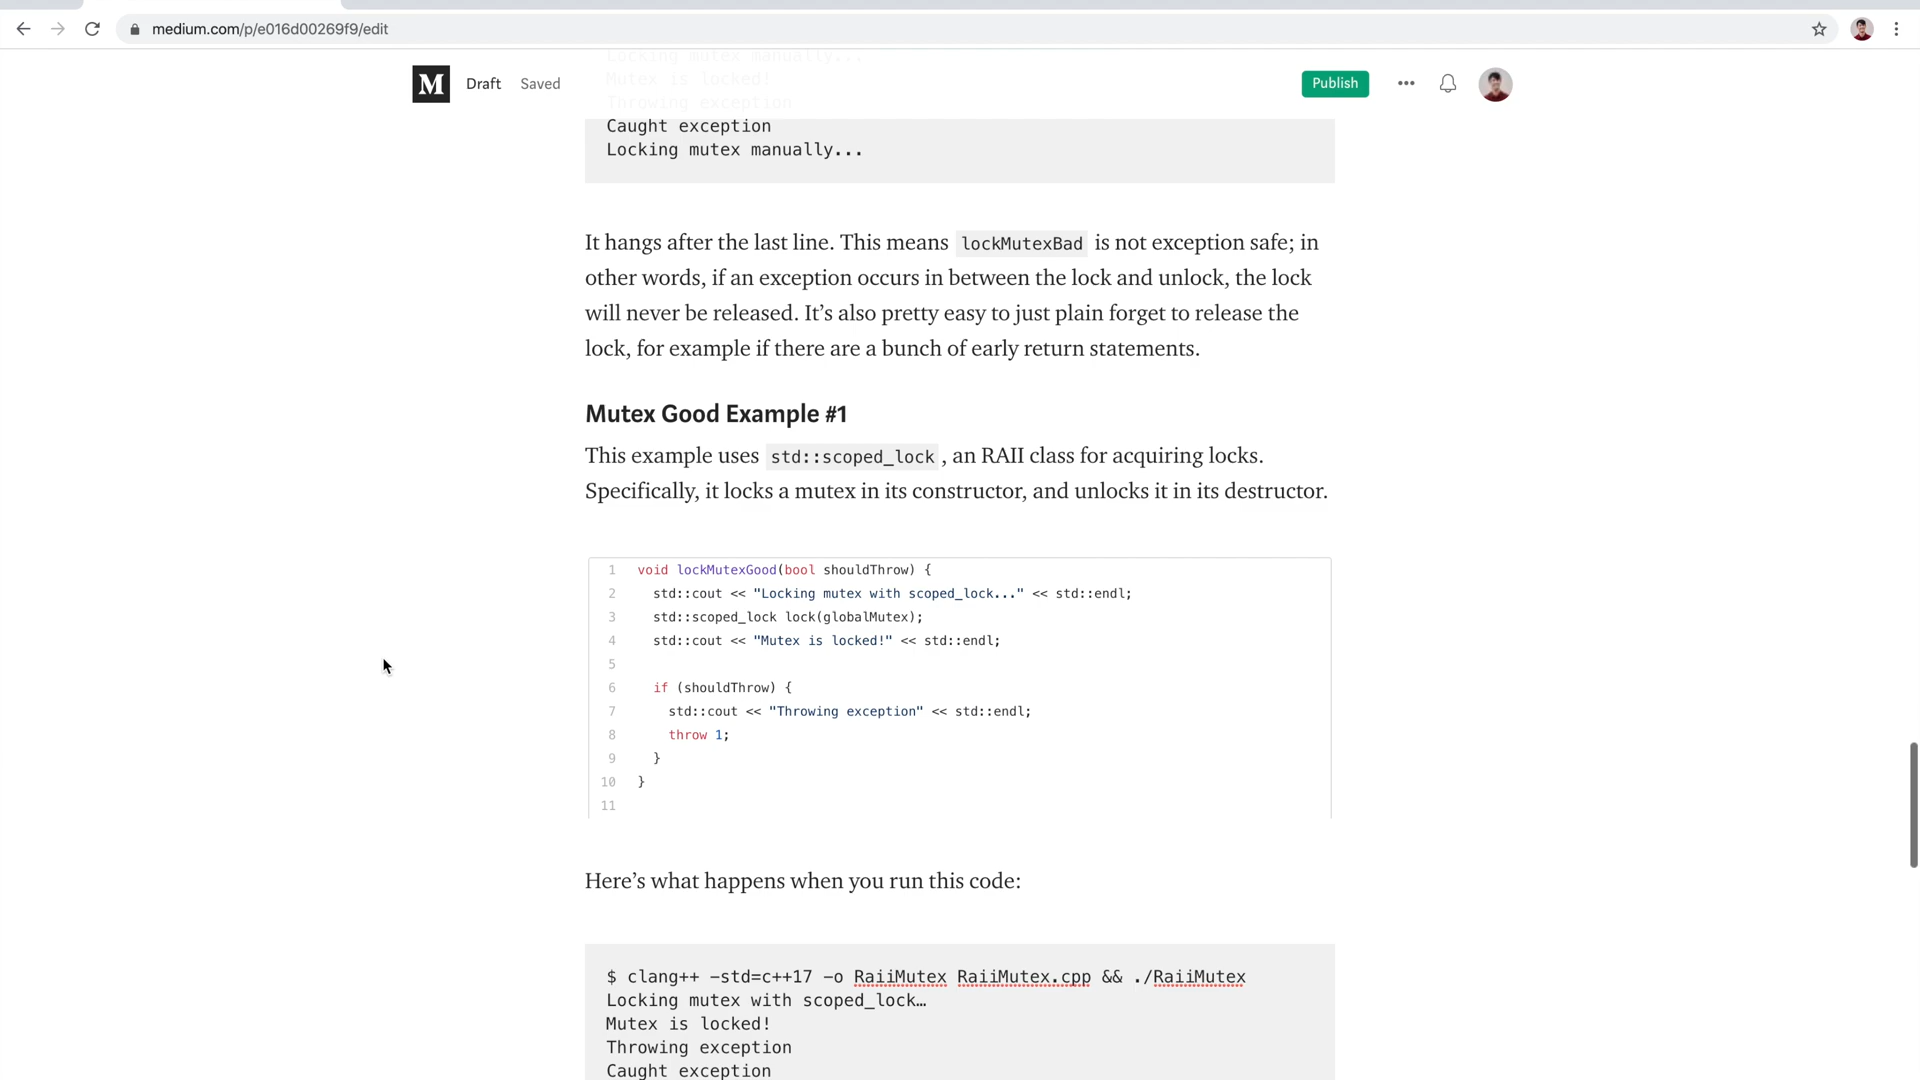 medium.com/p/e016d00269f9/edit
Locking mutex manually...
Mutex is locked!
Throwing exception
M Draft Saved Publish
Caught exception
Locking mutex manually...
It hangs after the last line. This means lockMutexBad is not exception safe; in
other words, if an exception occurs in between the lock and unlock, the lock
will never be released. It’s also pretty easy to just plain forget to release the
lock, for example if there are a bunch of early return statements.
Mutex Good Example #1
This example uses std::scoped_lock , an RAII class for acquiring locks.
Specifically, it locks a mutex in its constructor, and unlocks it in its destructor.
1 void lockMutexGood(bool shouldThrow) {
2 std::cout << "Locking mutex with scoped_lock..." << std::endl;
3 std::scoped_lock lock(globalMutex);
4 std::cout << "Mutex is locked!" << std::endl;
5
6 if (shouldThrow) {
7 std::cout << "Throwing exception" << std::endl;
8 throw 1;
9 }
10 }
11
Here’s what happens when you run this code:
$ clang++ -std=c++17 -o RaiiMutex RaiiMutex.cpp && ./RaiiMutex
Locking mutex with scoped_lock…
Mutex is locked!
Throwing exception
Caught exception